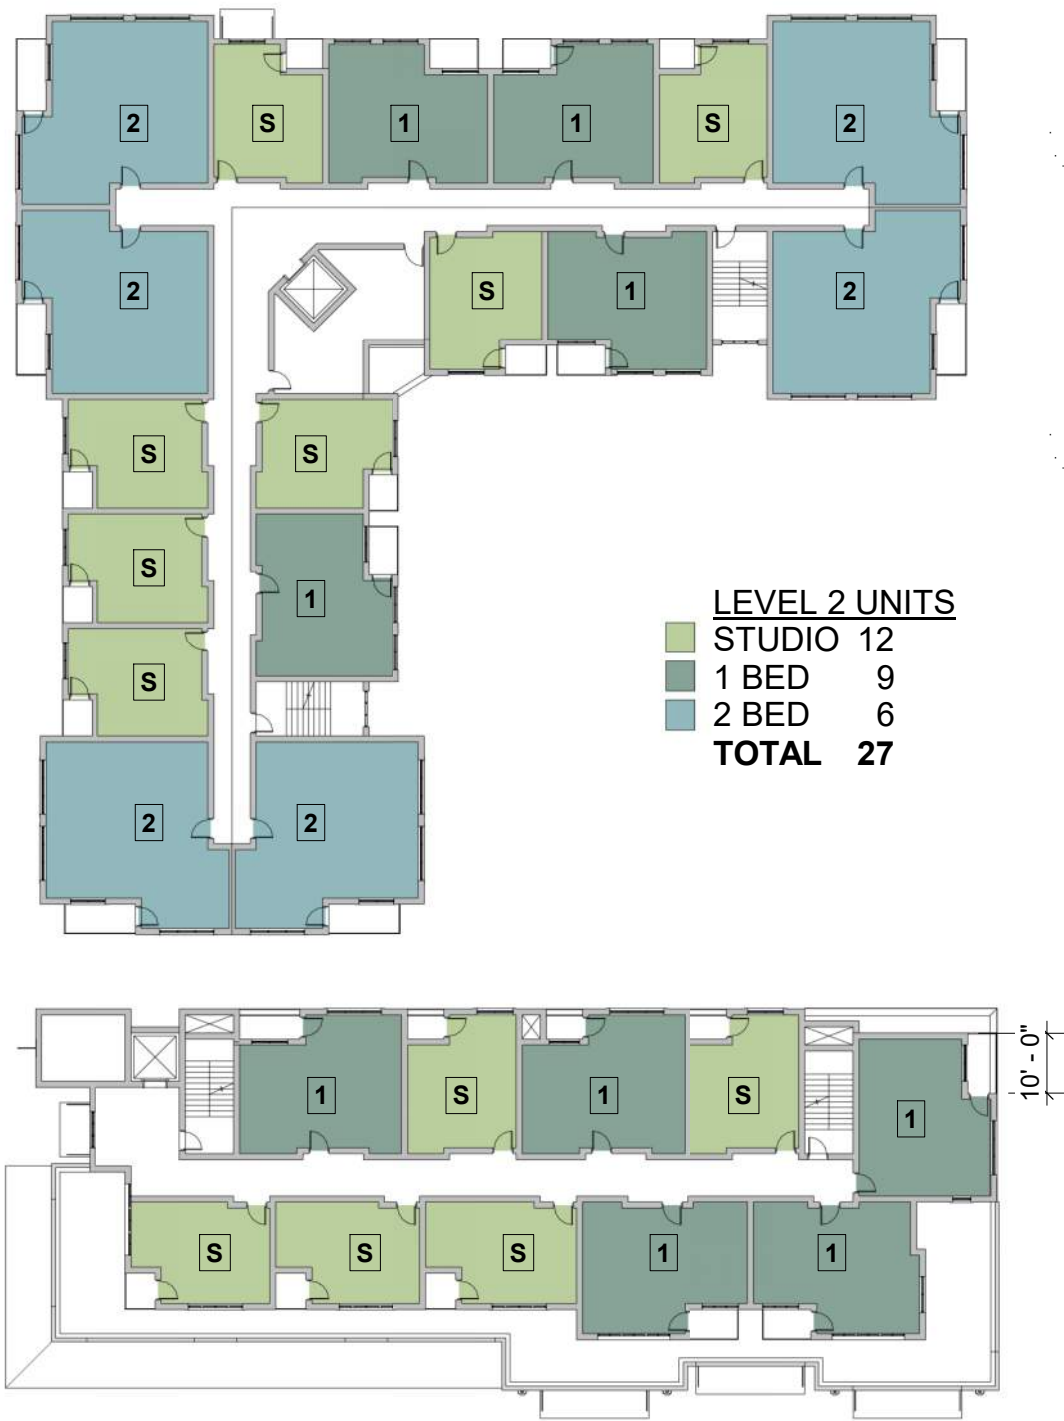 2 S 1 1 S 2
2 S 1 2
S S
S 1
S
2 2
LEVEL 2 UNITS
STUDIO 12
1 BED 9
2 BED 6
TOTAL 27
10' - 0"
1 S 1 S 1
S S S 1 1